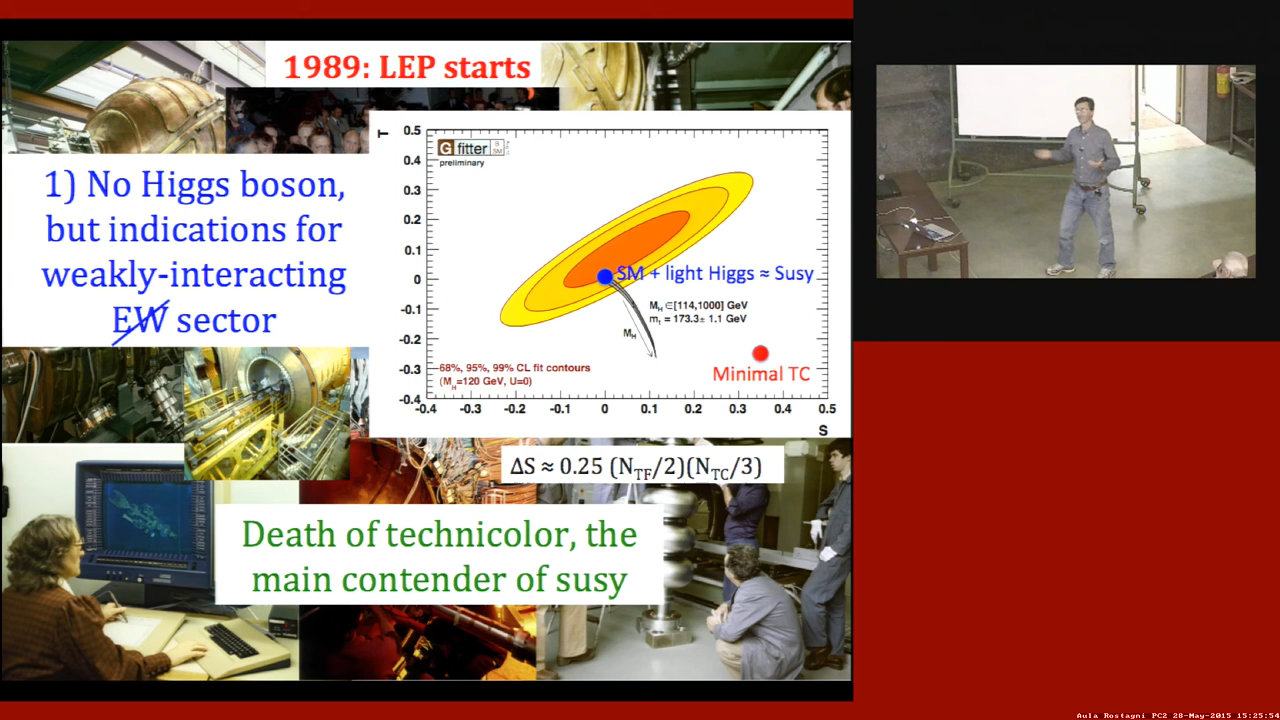 1989: LEP starts
1) No Higgs boson,
but indications for
weakly-interacting
EW sector
T
0.5
0.4
0.3
0.2
0.1
0
-0.1
-0.2
-0.3
-0.4
G fitter
SM
preliminary
SM + light Higgs ≈ Susy
M_H ∈ [114,1000] GeV
m_t = 173.3± 1.1 GeV
M_H
Minimal TC
68%, 95%, 99% CL fit contours
(M_H=120 GeV, U=0)
-0.4 -0.3 -0.2 -0.1 0 0.1 0.2 0.3 0.4 0.5
S
ΔS ≈ 0.25 (N_TF/2)(N_TC/3)
Death of technicolor, the
main contender of susy
Aula Rostagni PC2 28-May-2015 15:25:54